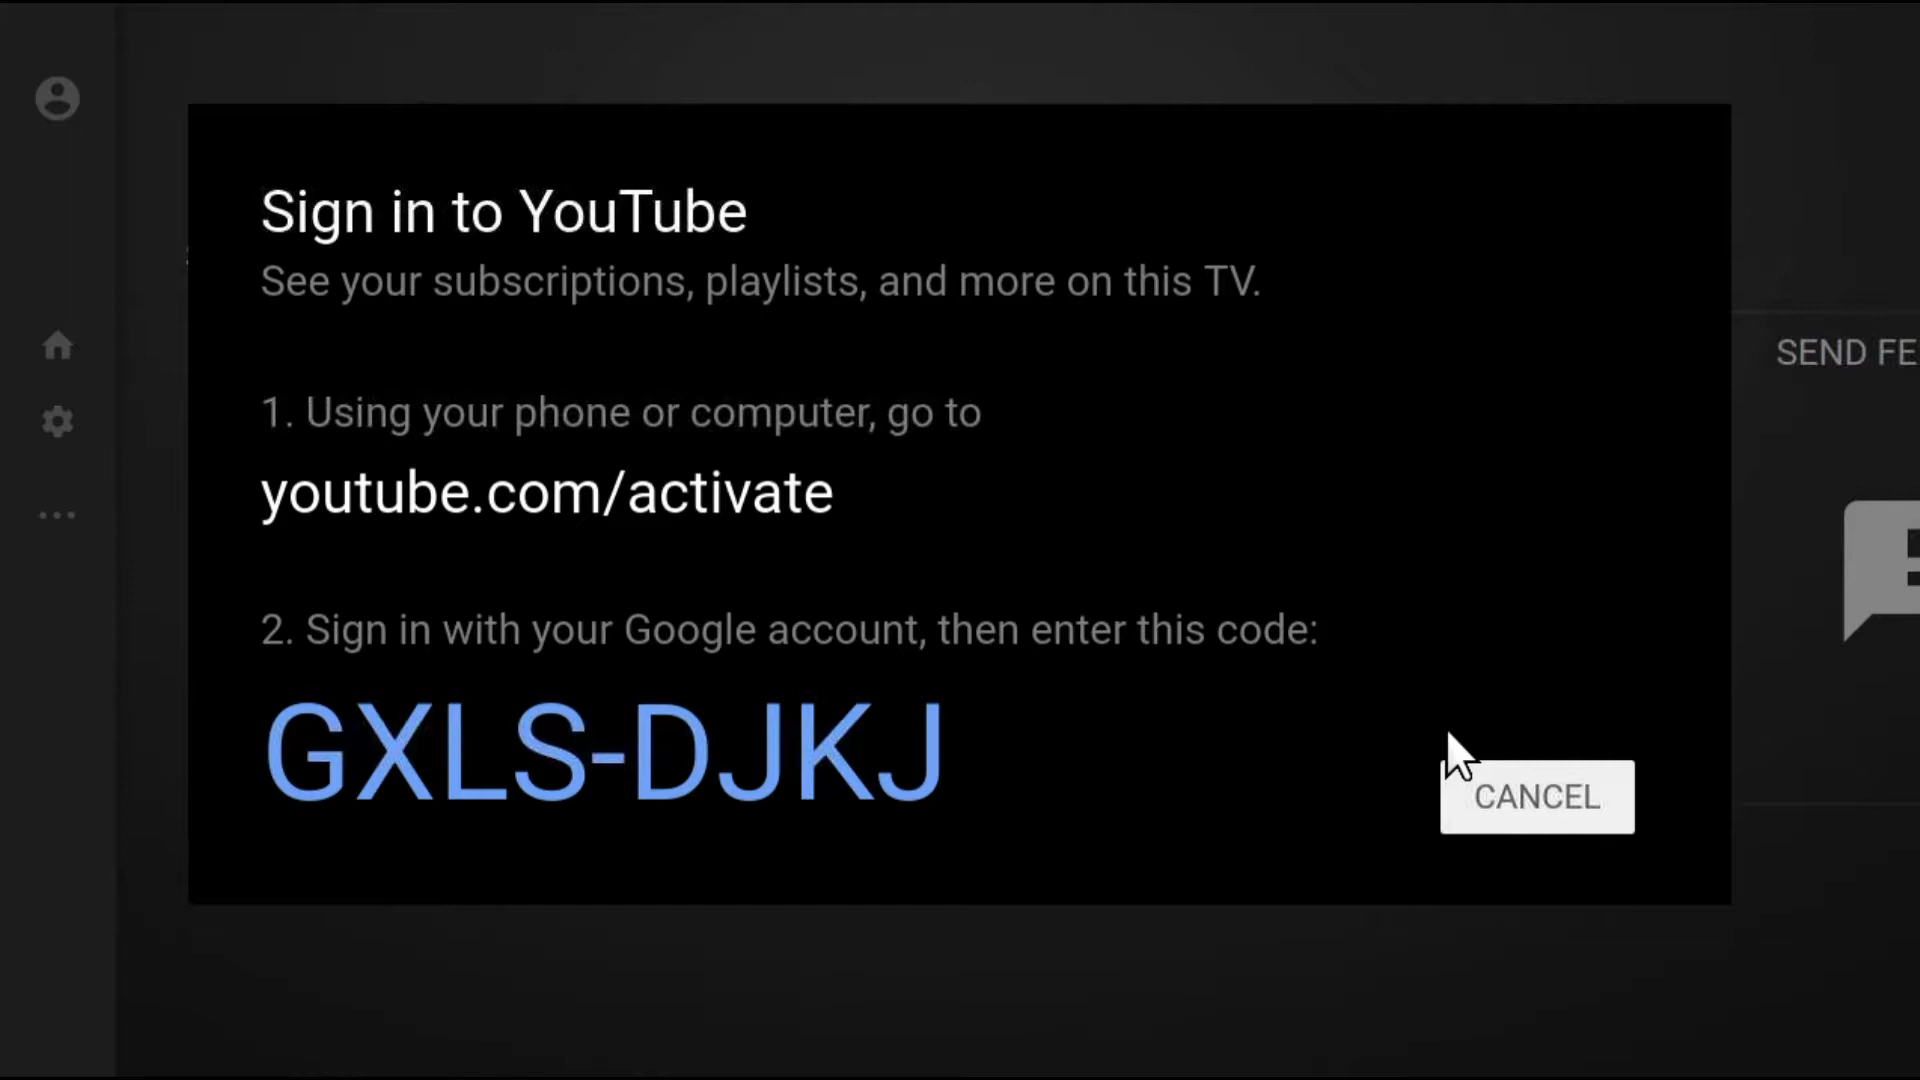 Sign in to YouTube
See your subscriptions, playlists, and more on this TV.
1. Using your phone or computer, go to
SEND FE
youtube.com/activate
2. Sign in with your Google account, then enter this code:
GXLS-DJKJ
CANCEL